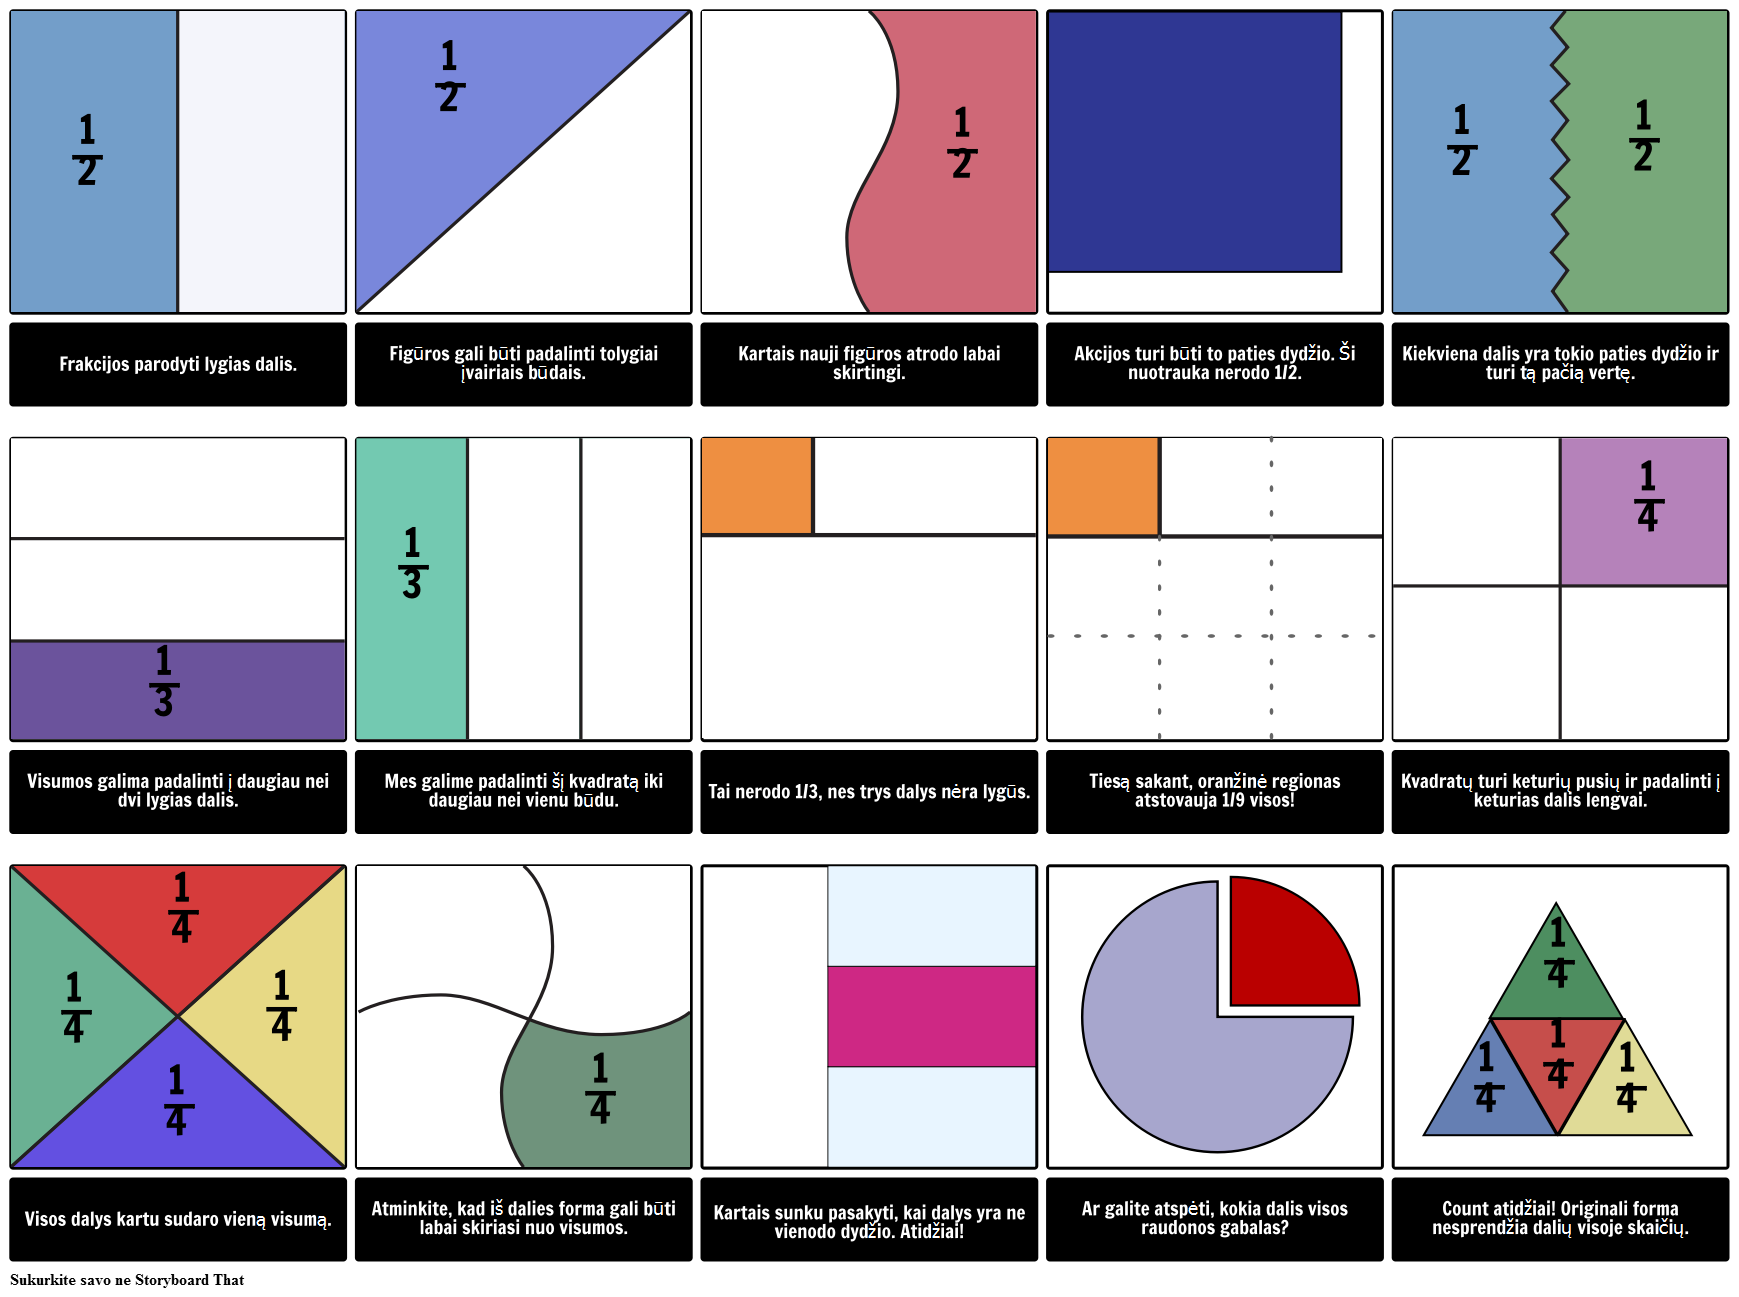 1
2
1
2
1
2
1
2
1
2
Frakcijos parodyti lygias dalis.
Figūros gali būti padalinti tolygiai
įvairiais būdais.
Kartais nauji figūros atrodo labai
skirtingi.
Akcijos turi būti to paties dydžio. Ši
nuotrauka nerodo 1/2.
Kiekviena dalis yra tokio paties dydžio ir
turi tą pačią vertę.
1
3
1
3
1
4
Visumos galima padalinti į daugiau nei
dvi lygias dalis.
Mes galime padalinti šį kvadratą iki
daugiau nei vienu būdu.
Tai nerodo 1/3, nes trys dalys nėra lygūs.
Tiesą sakant, oranžinė regionas
atstovauja 1/9 visos!
Kvadratų turi keturių pusių ir padalinti į
keturias dalis lengvai.
1
4
1
4
1
4
1
4
1
4
1
4
1
4
1
4
1
4
Visos dalys kartu sudaro vieną visumą.
Atminkite, kad iš dalies forma gali būti
labai skiriasi nuo visumos.
Kartais sunku pasakyti, kai dalys yra ne
vienodo dydžio. Atidžiai!
Ar galite atspėti, kokia dalis visos
raudonos gabalas?
Count atidžiai! Originali forma
nesprendžia dalių visoje skaičių.
Sukurkite savo ne Storyboard That